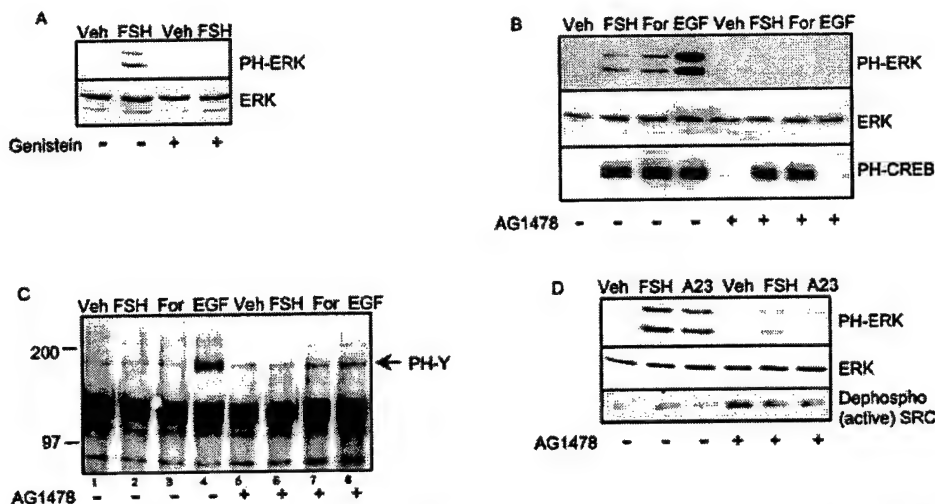 A
Veh FSH Veh FSH
PH-ERK
ERK
Genistein - - + +
B
Veh FSH For EGF Veh FSH For EGF
PH-ERK
ERK
PH-CREB
AG1478 - - - - + + + +
C
Veh FSH For EGF Veh FSH For EGF
200
PH-Y
97
1 2 3 4 5 6 7 8
AG1478 - - - - + + + +
D
Veh FSH A23 Veh FSH A23
PH-ERK
ERK
Dephospho
(active) SRC
AG1478 - - - + + +